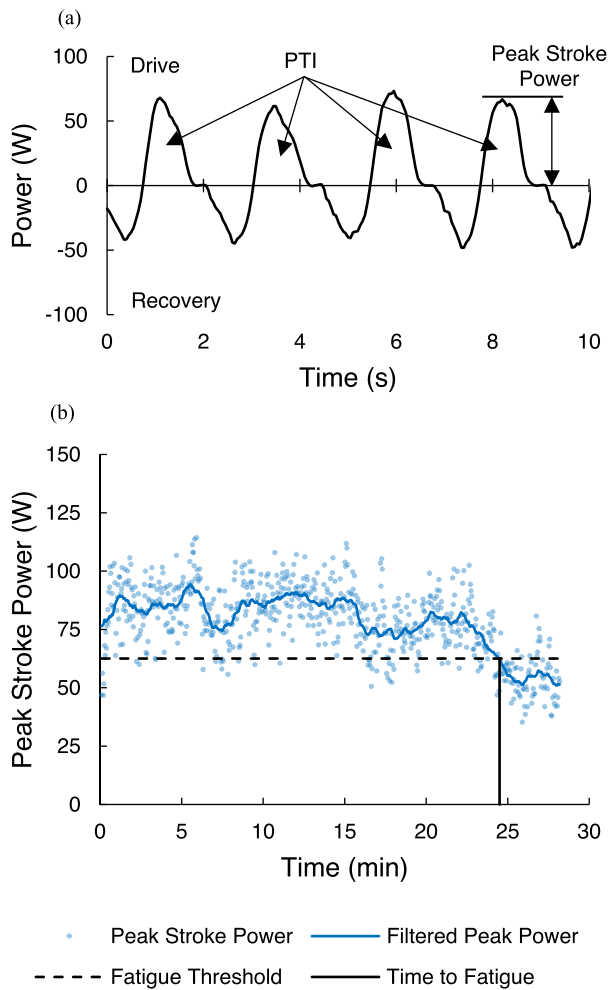 (a)
Peak Stroke
Power
Drive
PTI
100
50
0
-50
-100
Power (W)
Recovery
0 2 4 6 8 10
Time (s)
(b)
150
125
100
75
50
25
0
Peak Stroke Power (W)
0 5 10 15 20 25 30
Time (min)
Peak Stroke Power Filtered Peak Power
Fatigue Threshold Time to Fatigue